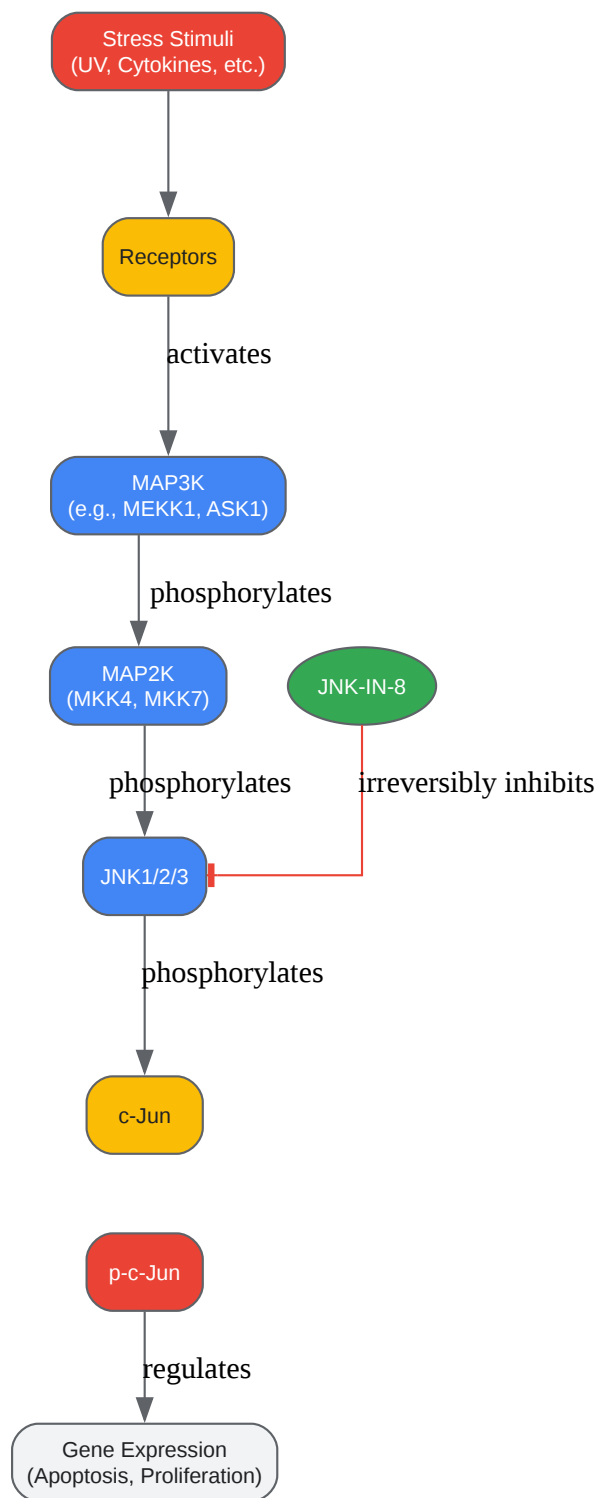 Stress Stimuli
(UV, Cytokines, etc.)
Receptors
activates
MAP3K
(e.g., MEKK1, ASK1)
phosphorylates
MAP2K
(MKK4, MKK7)
JNK-IN-8
phosphorylates
irreversibly inhibits
JNK1/2/3
phosphorylates
c-Jun
p-c-Jun
regulates
Gene Expression
(Apoptosis, Proliferation)